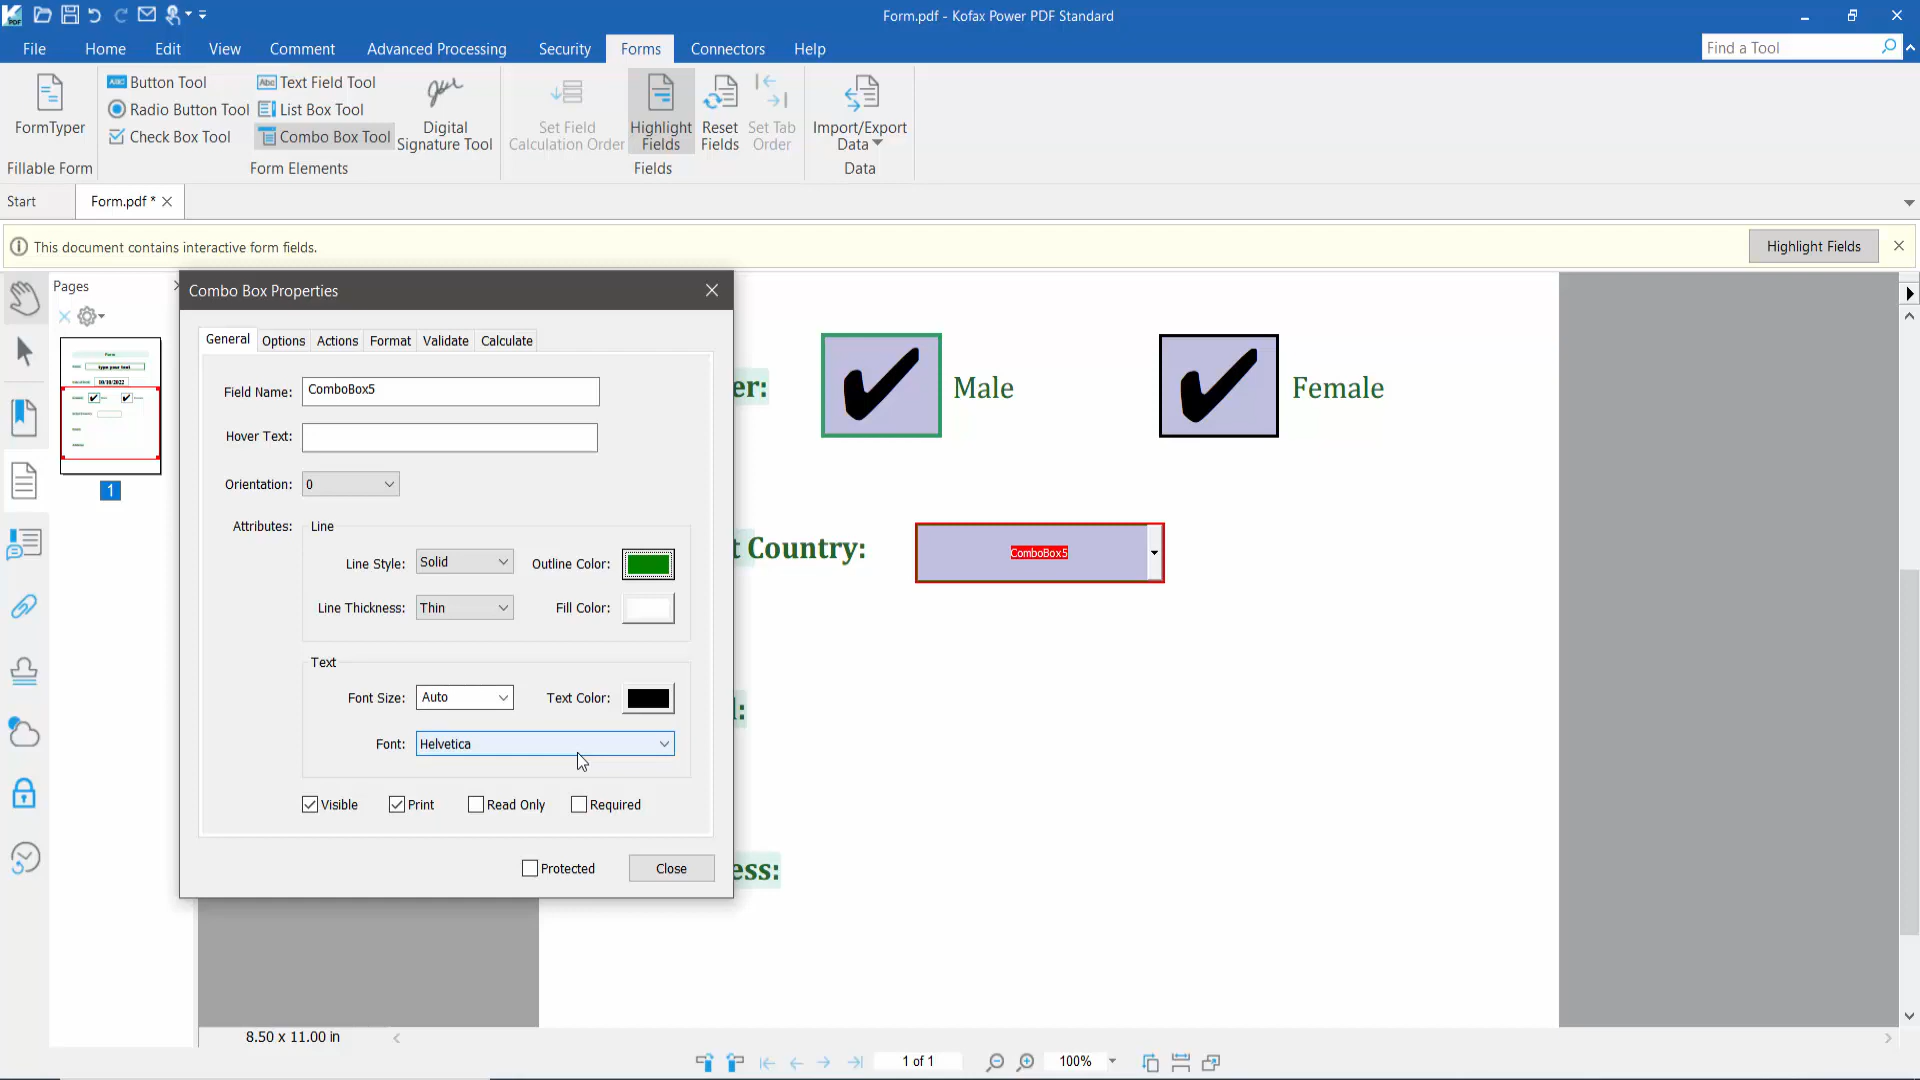 Form.pdf - Kofax Power PDF Standard
File Home Edit View Comment Advanced Processing Security Forms Connectors Help
Find a Tool
FormTyper
Fillable Form
Button Tool
Radio Button Tool
Check Box Tool
Text Field Tool
List Box Tool
Combo Box Tool
Digital
Signature Tool
Form Elements
Set Field
Calculation Order
Highlight
Fields
Reset
Fields
Set Tab
Order
Fields
Import/Export
Data
Data
Start
Form.pdf *
This document contains interactive form fields.
Highlight Fields
Pages
1
Combo Box Properties
General Options Actions Format Validate Calculate
Field Name: ComboBox5
Hover Text:
Orientation: 0
Attributes: Line
Line Style: Solid Outline Color:
Line Thickness: Thin Fill Color:
Text
Font Size: Auto Text Color:
Font: Helvetica
Visible Print Read Only Required
Protected Close
er: Male Female
t Country: ComboBox5
l:
ess:
8.50 x 11.00 in
1 of 1
100%